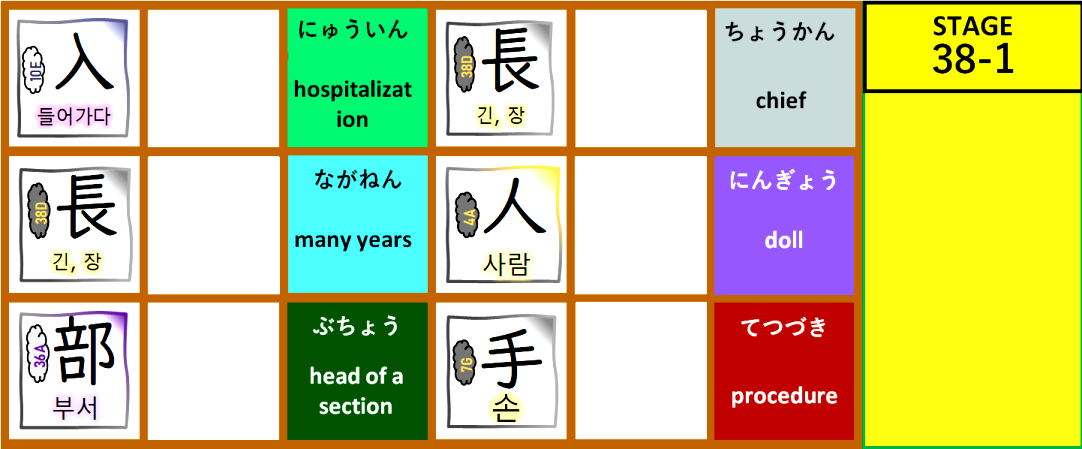 10E
入
들어가다
にゅういん
hospitalizat
ion
38D
長
긴, 장
ちょうかん
chief
STAGE
38-1
38D
長
긴, 장
ながねん
many years
4A
人
사람
にんぎょう
doll
36A
部
부서
ぶちょう
head of a
section
7G
手
손
てつづき
procedure